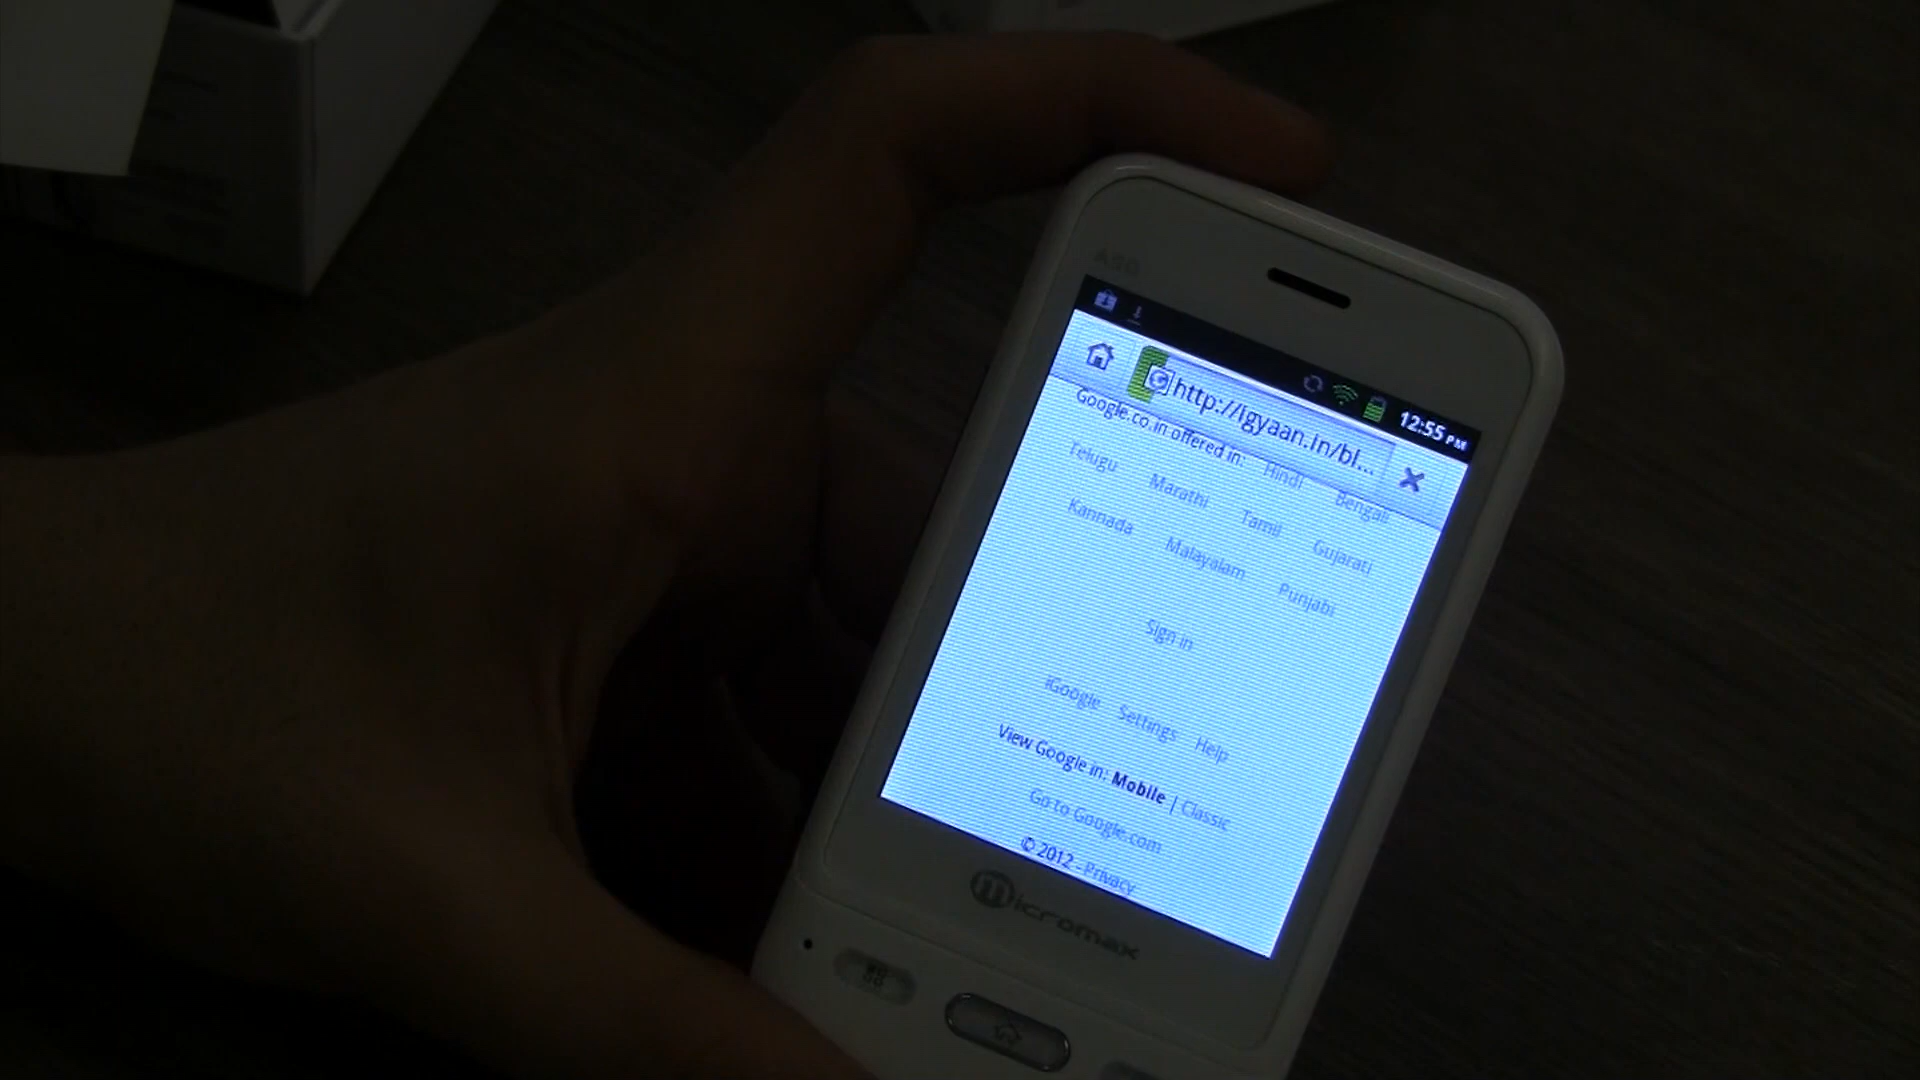 A50
12:55 PM
http://igyaan.in/bl...
Google.co.in offered in: Hindi Bengali
Telugu Marathi Tamil Gujarati
Kannada Malayalam Punjabi
Sign in
iGoogle Settings Help
View Google in: Mobile | Classic
Go to Google.com
© 2012 - Privacy
micromax